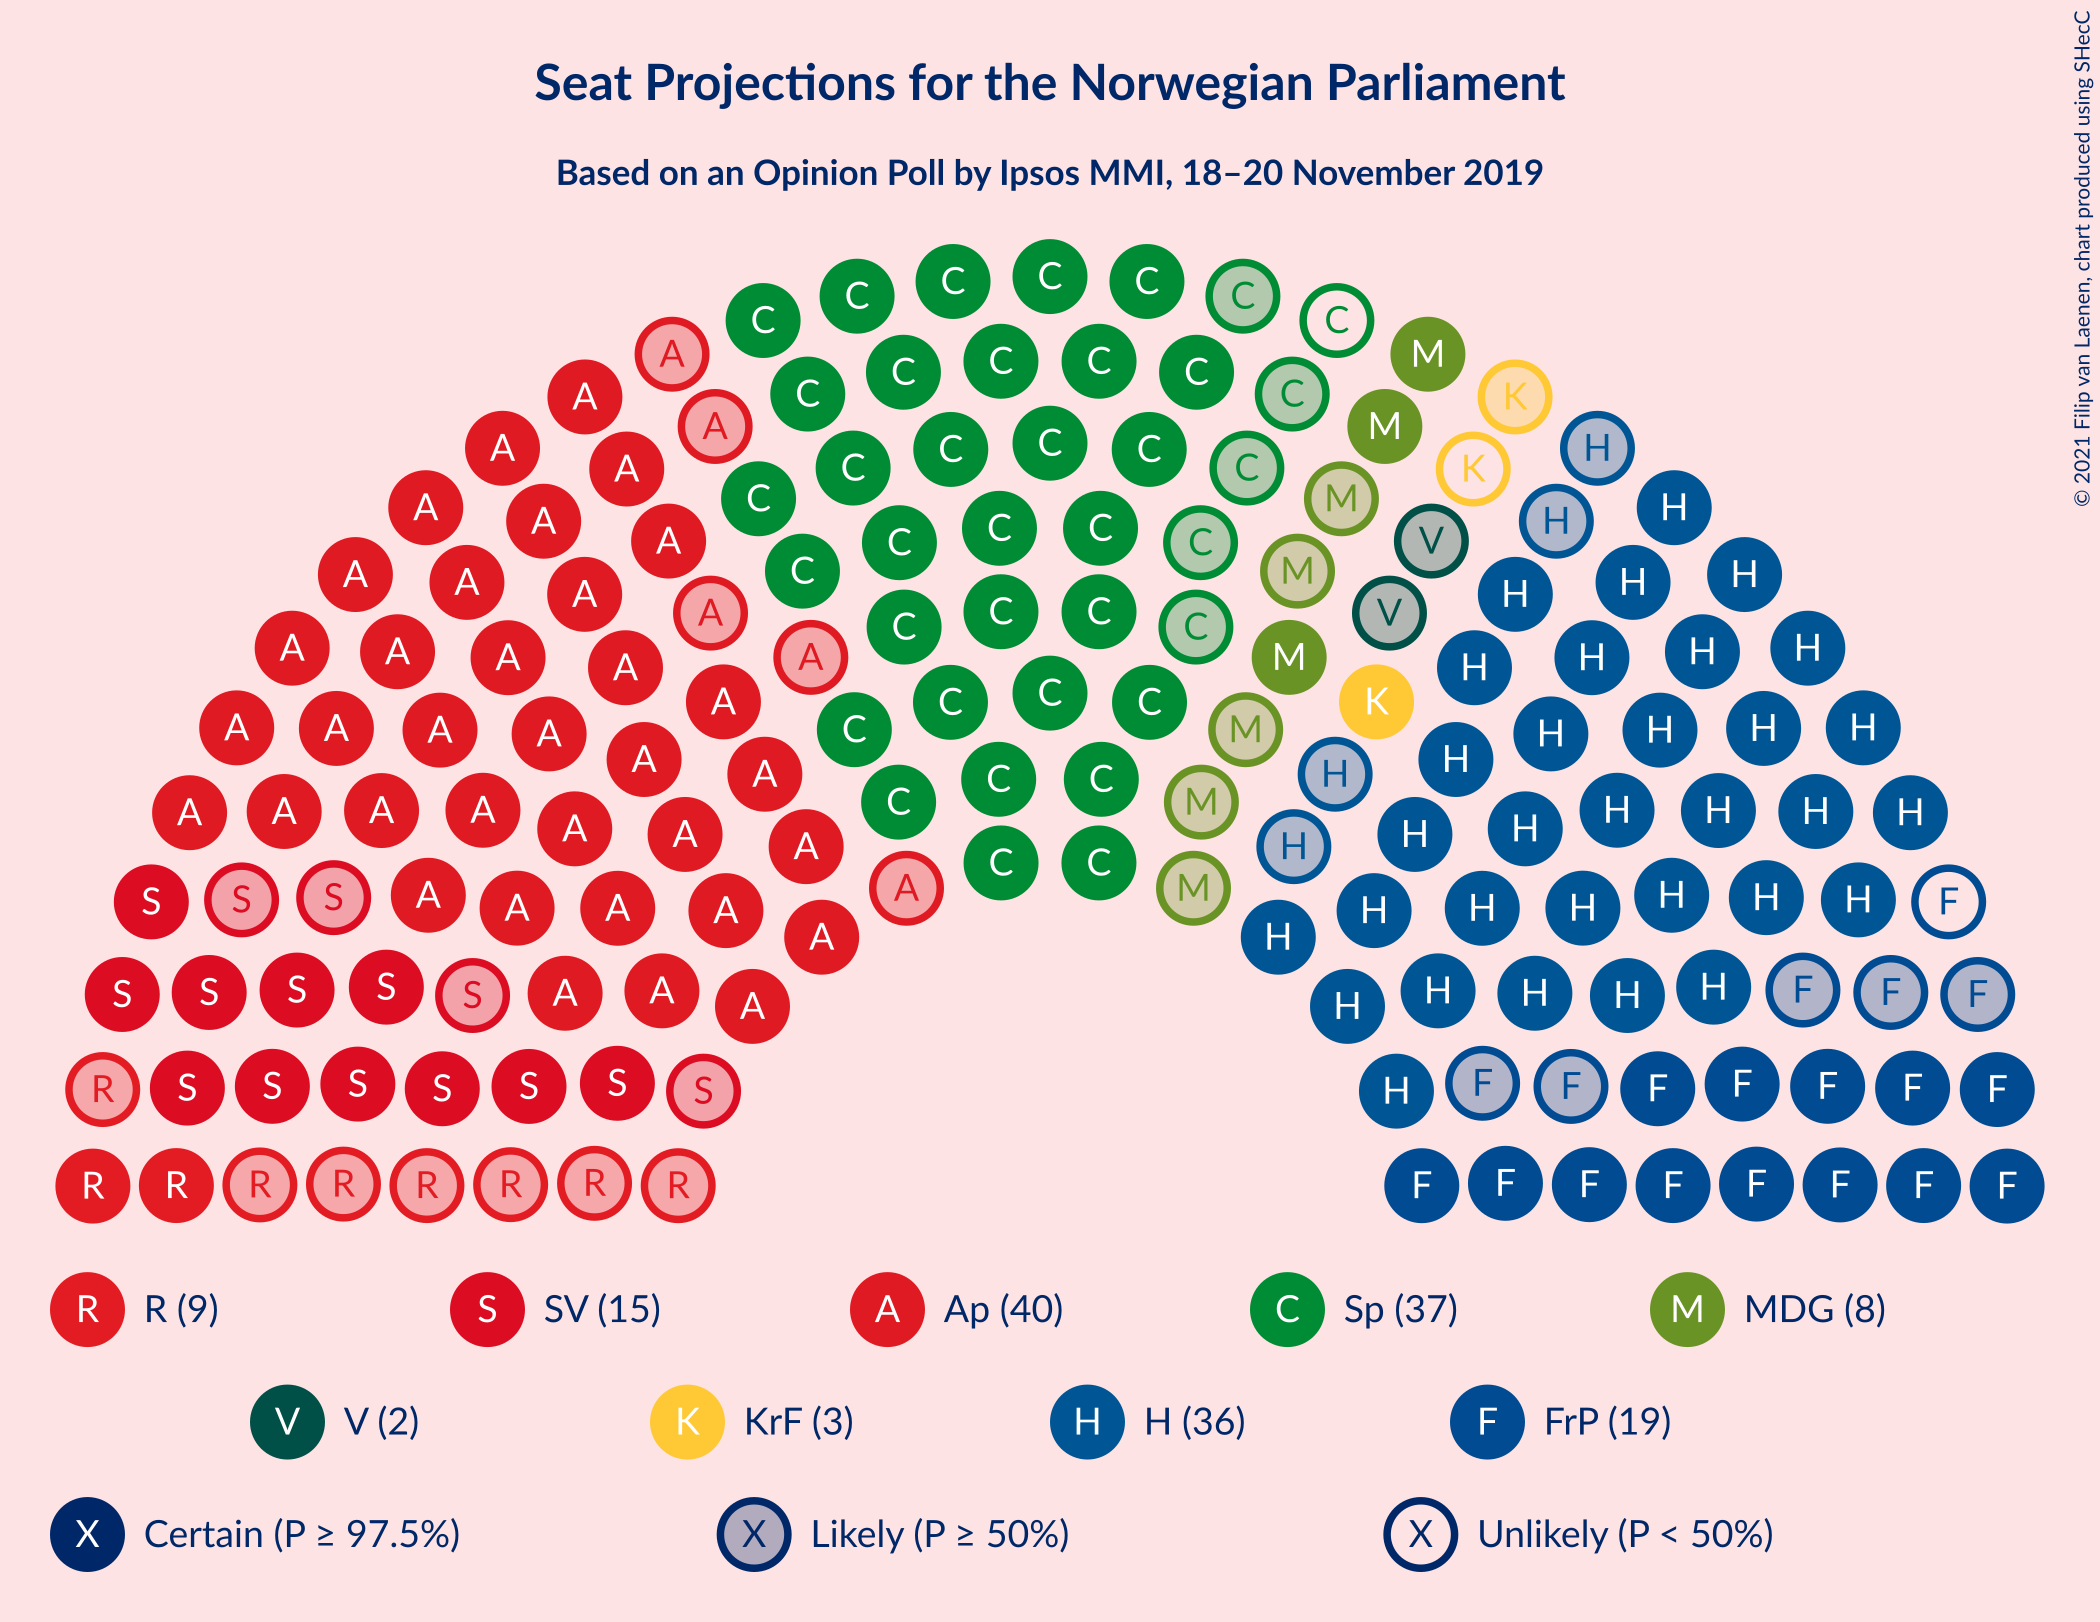 Seat Projections for the Norwegian Parliament
Based on an Opinion Poll by Ipsos MMI, 18–20 November 2019
© 2021 Filip van Laenen, chart produced using SHecC
C C C C C C C
A C C C C C C M
A A C C C C C C M K
A A A C C C C C C M K H
A A A C C C C C M V H H
A A A A C C C C M V H H H
A A A A A C C C C M K H H H H
A A A A A A C C C M H H H H H H
A A A A A A A C C M H H H H H H H
S S S A A A A A A C C M H H H H H H H F
S S S S S A A A H H H H H F F F
R S S S S S S S H F F F F F F F
R R R R R R R R F F F F F F F F
R R (9) S SV (15) A Ap (40) C Sp (37) M MDG (8)
V V (2) K KrF (3) H H (36) F FrP (19)
X Certain (P ≥ 97.5%) X Likely (P ≥ 50%) X Unlikely (P < 50%)